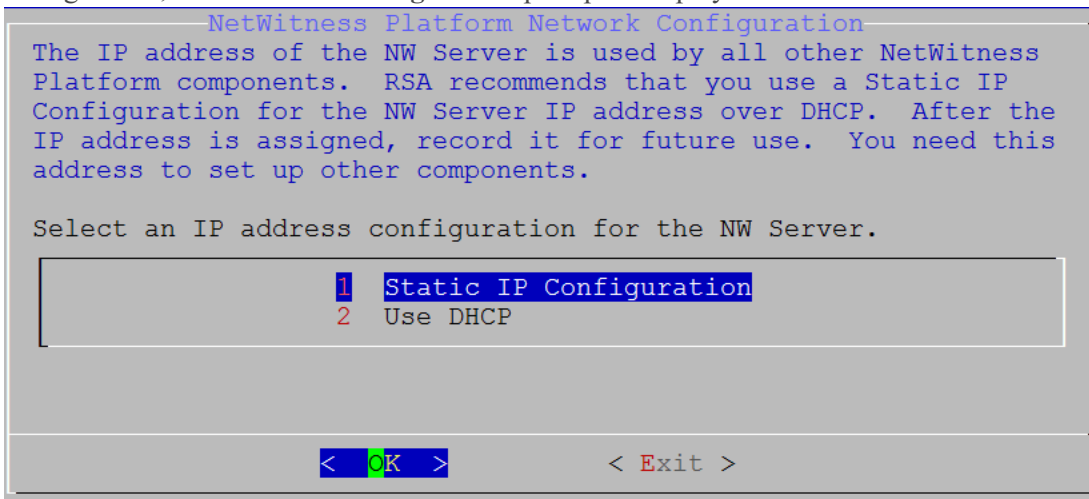 NetWitness Platform Network Configuration
The IP address of the NW Server is used by all other NetWitness
Platform components.  RSA recommends that you use a Static IP
Configuration for the NW Server IP address over DHCP.  After the
IP address is assigned, record it for future use.  You need this
address to set up other components.
Select an IP address configuration for the NW Server.
1 Static IP Configuration
2 Use DHCP
< OK > < Exit >